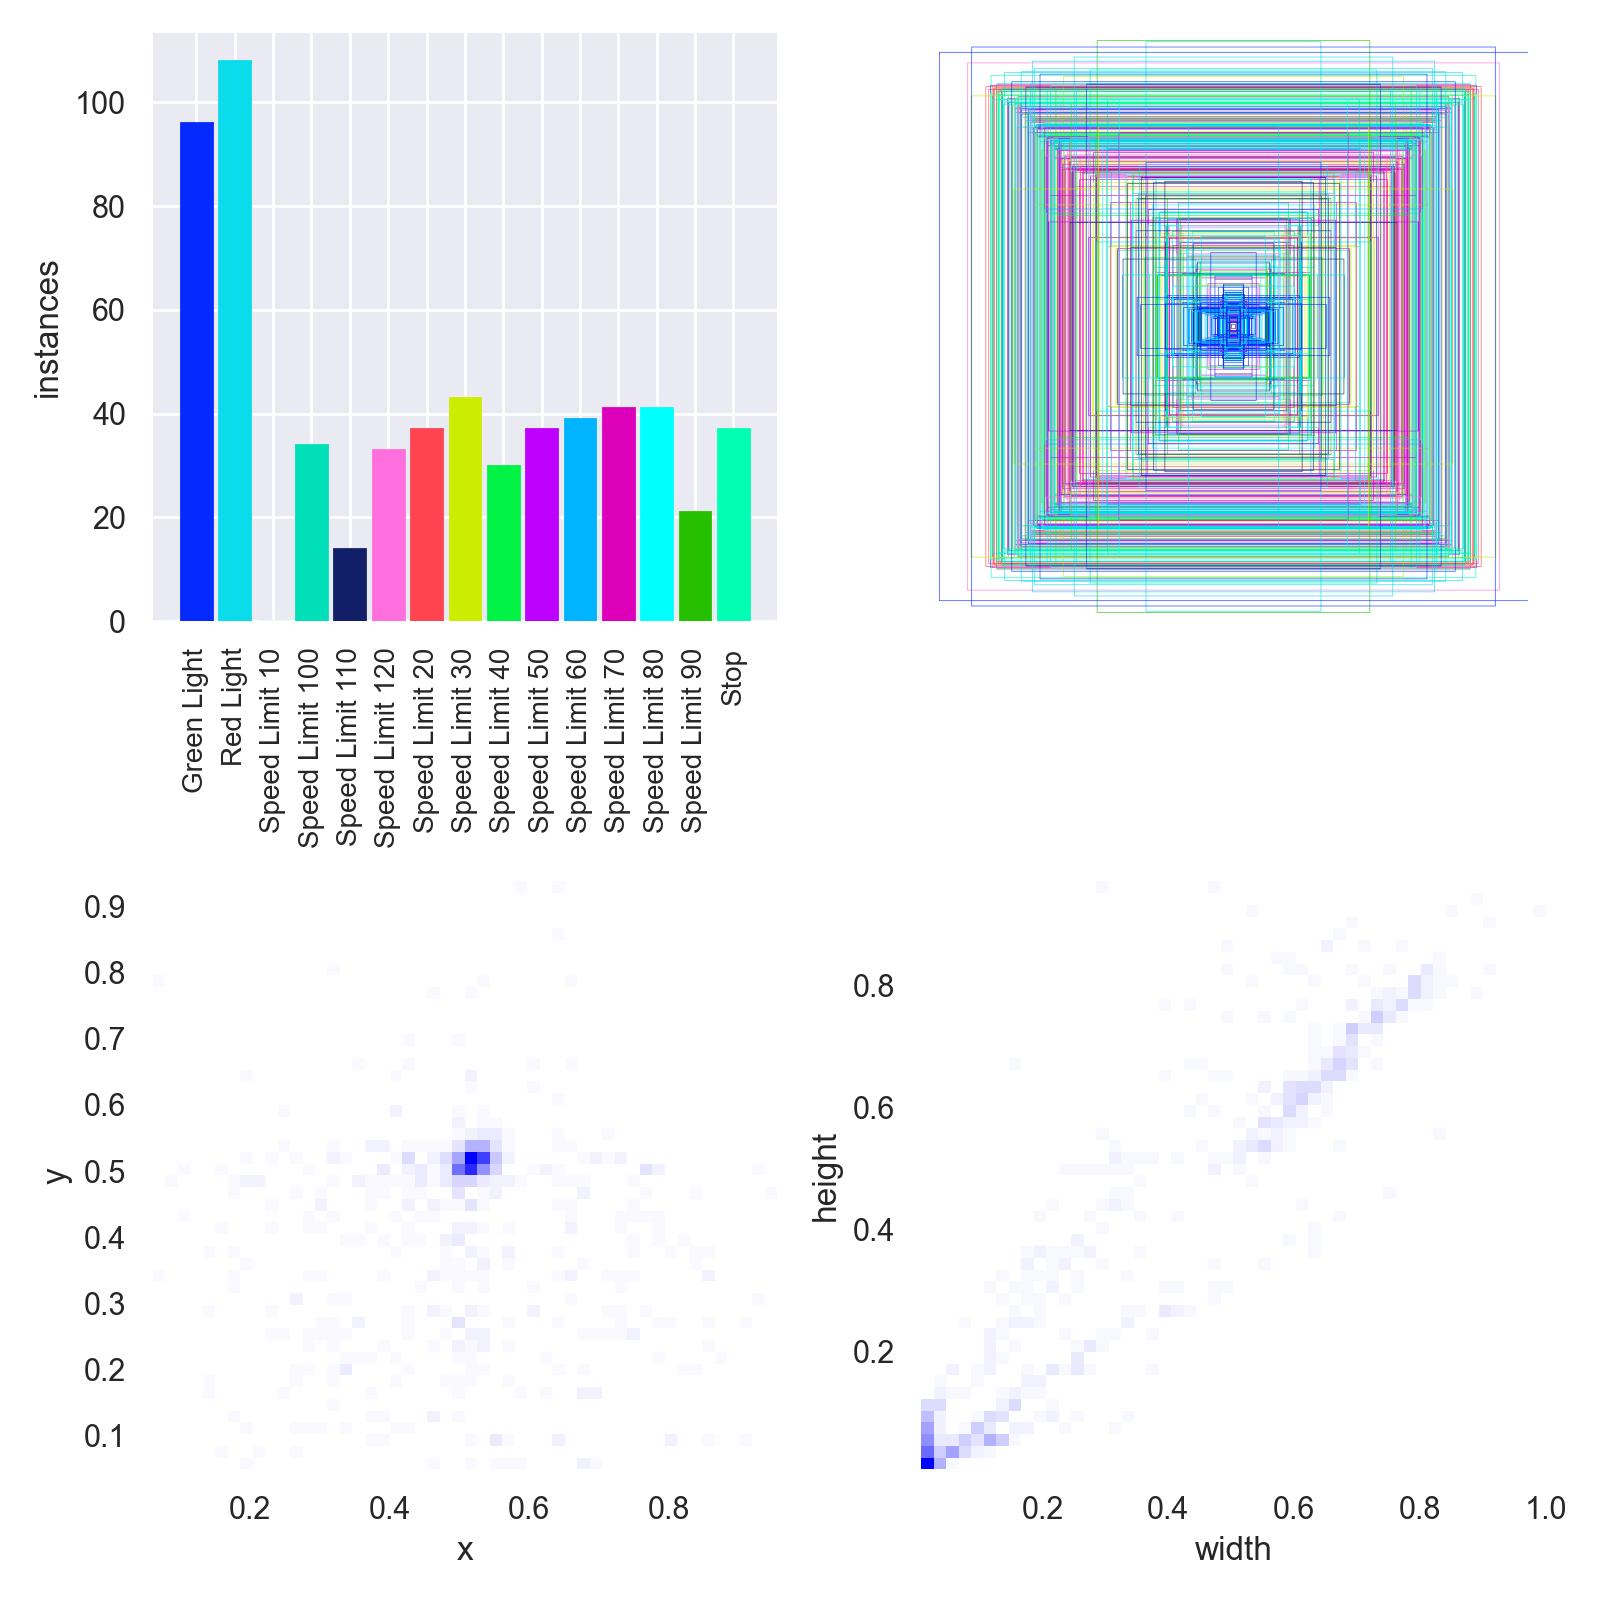 instances
100
80
60
40
20
0
Green Light
Red Light
Speed Limit 10
Speed Limit 100
Speed Limit 110
Speed Limit 120
Speed Limit 20
Speed Limit 30
Speed Limit 40
Speed Limit 50
Speed Limit 60
Speed Limit 70
Speed Limit 80
Speed Limit 90
Stop
y
0.9
0.8
0.7
0.6
0.5
0.4
0.3
0.2
0.1
0.2 0.4 0.6 0.8
x
height
0.8
0.6
0.4
0.2
0.2 0.4 0.6 0.8 1.0
width